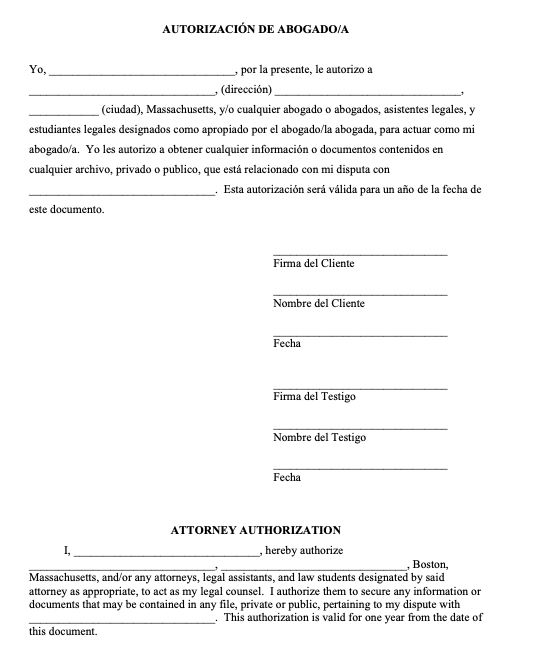 AUTORIZACIÓN DE ABOGADO/A
Yo, ________________________________, por la presente, le autorizo a
________________________________, (dirección) ________________________________,
____________ (ciudad), Massachusetts, y/o cualquier abogado o abogados, asistentes legales, y
estudiantes legales designados como apropiado por el abogado/la abogada, para actuar como mi
abogado/a.  Yo les autorizo a obtener cualquier información o documentos contenidos en
cualquier archivo, privado o publico, que está relacionado con mi disputa con
________________________________.  Esta autorización será válida para un año de la fecha de
este documento.
______________________________
Firma del Cliente
______________________________
Nombre del Cliente
______________________________
Fecha
______________________________
Firma del Testigo
______________________________
Nombre del Testigo
______________________________
Fecha
ATTORNEY AUTHORIZATION
I, ________________________________, hereby authorize
________________________________, ________________________________, Boston,
Massachusetts, and/or any attorneys, legal assistants, and law students designated by said
attorney as appropriate, to act as my legal counsel.  I authorize them to secure any information or
documents that may be contained in any file, private or public, pertaining to my dispute with
________________________________.  This authorization is valid for one year from the date of
this document.